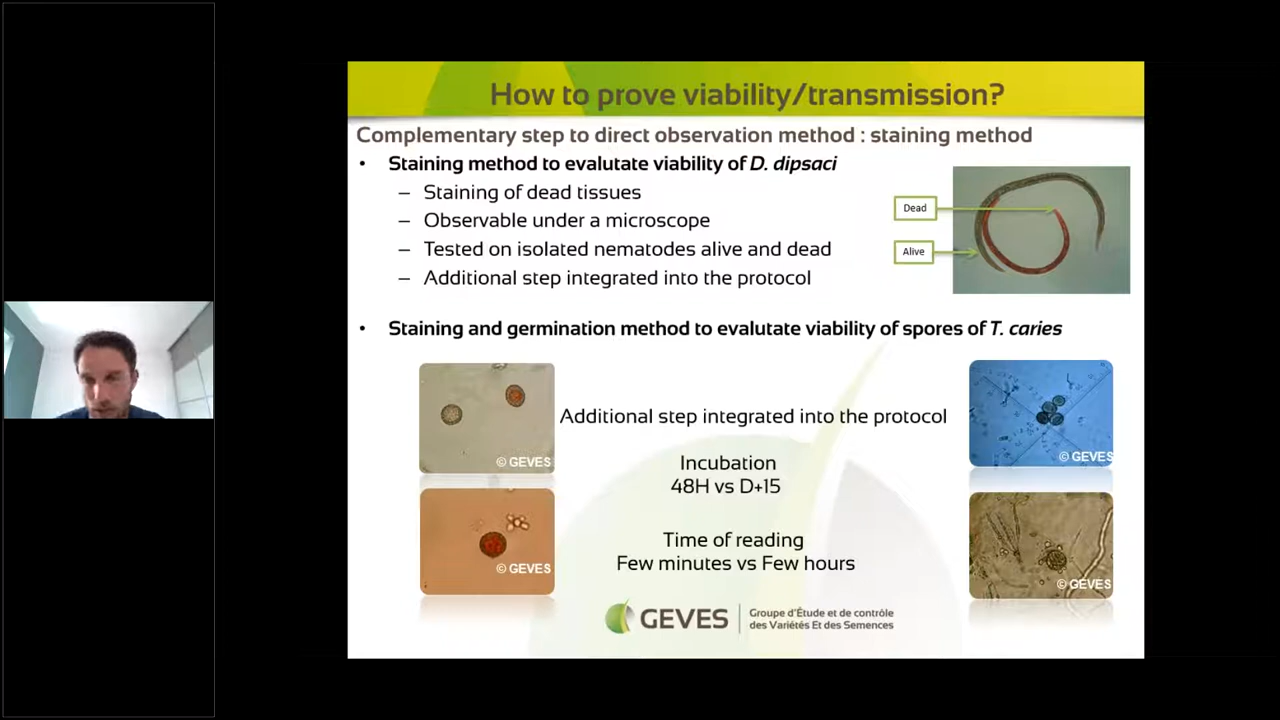 How to prove viability/transmission?
Complementary step to direct observation method : staining method
• Staining method to evalutate viability of D. dipsaci
– Staining of dead tissues
– Observable under a microscope
– Tested on isolated nematodes alive and dead
– Additional step integrated into the protocol
Dead
Alive
• Staining and germination method to evalutate viability of spores of T. caries
© GEVES
© GEVES
Additional step integrated into the protocol
Incubation
48H vs D+15
Time of reading
Few minutes vs Few hours
© GEVES
© GEVES
GEVES
Groupe d'Étude et de contrôle
des Variétés Et des Semences